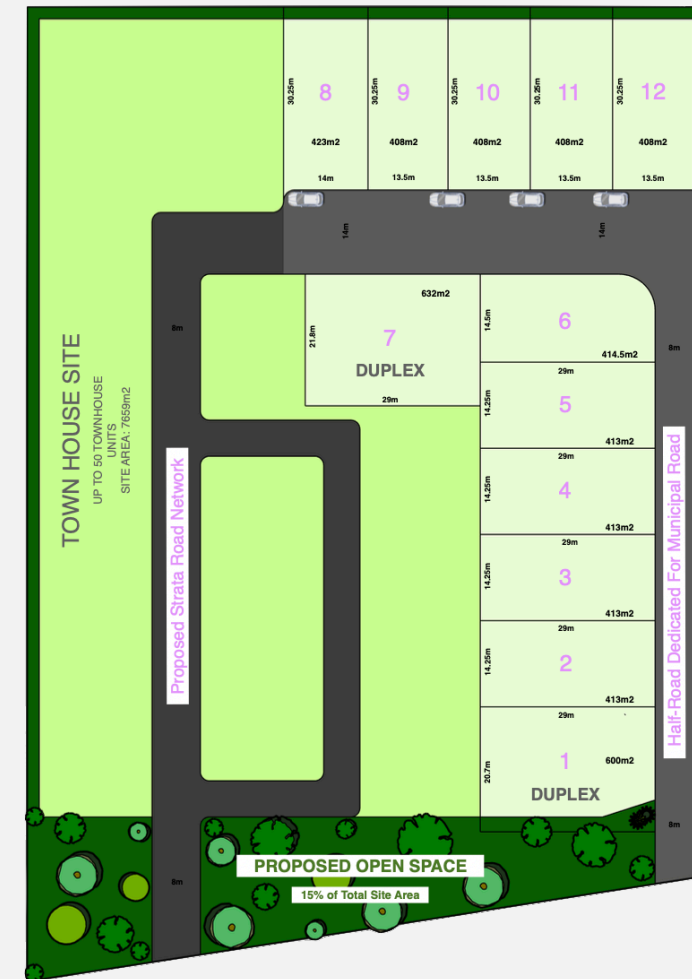 30.25m
8
423m2
14m
30.25m
9
408m2
13.5m
30.25m
10
408m2
13.5m
30.25m
11
408m2
13.5m
30.25m
12
408m2
13.5m
14m
14m
TOWN HOUSE SITE
UP TO 50 TOWNHOUSE
UNITS
SITE AREA: 7659m2
8m
Proposed Strata Road Network
8m
632m2
7
DUPLEX
21.8m
29m
14.5m
6
414.5m2
29m
14.25m
5
413m2
29m
14.25m
4
413m2
29m
14.25m
3
413m2
29m
14.25m
2
413m2
29m
20.7m
1
600m2
DUPLEX
8m
Half-Road Dedicated For Municipal Road
8m
PROPOSED OPEN SPACE
15% of Total Site Area